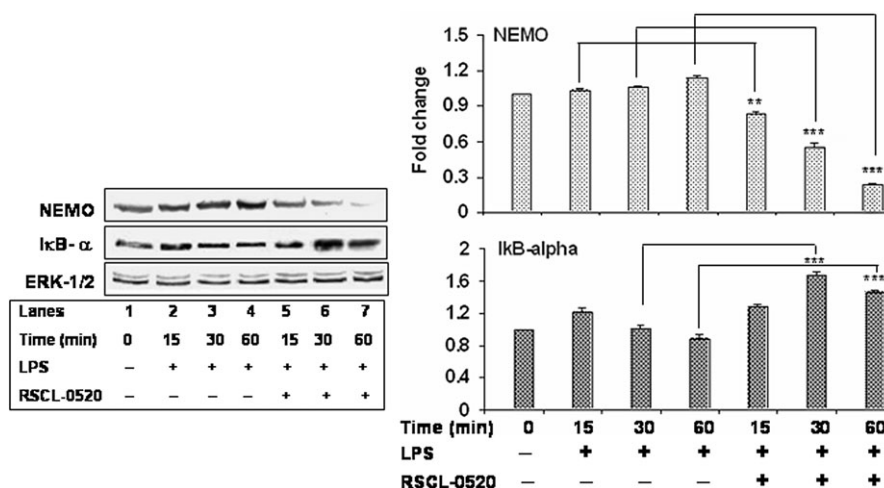 NEMO
IκB- α
ERK-1/2
Lanes 1 2 3 4 5 6 7
Time (min) 0 15 30 60 15 30 60
LPS – + + + + + +
RSCL-0520 – – – – + + +
NEMO
Fold change
1.5
1.2
0.9
0.6
0.3
0
**
***
***
IkB-alpha
2
1.6
1.2
0.8
0.4
0
***
***
Time (min) 0 15 30 60 15 30 60
LPS – + + + + + +
RSCL-0520 – – – – + + +